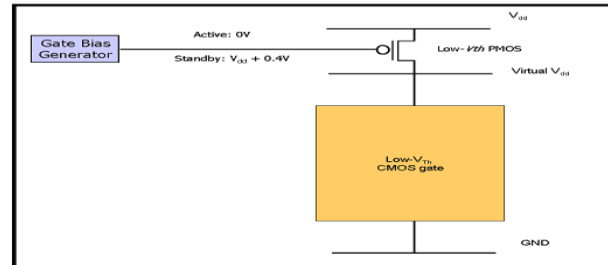 Gate Bias
Generator
Active: 0V
Standby: Vdd + 0.4V
Vdd
Low-Vth PMOS
Virtual Vdd
Low-VTh
CMOS gate
GND